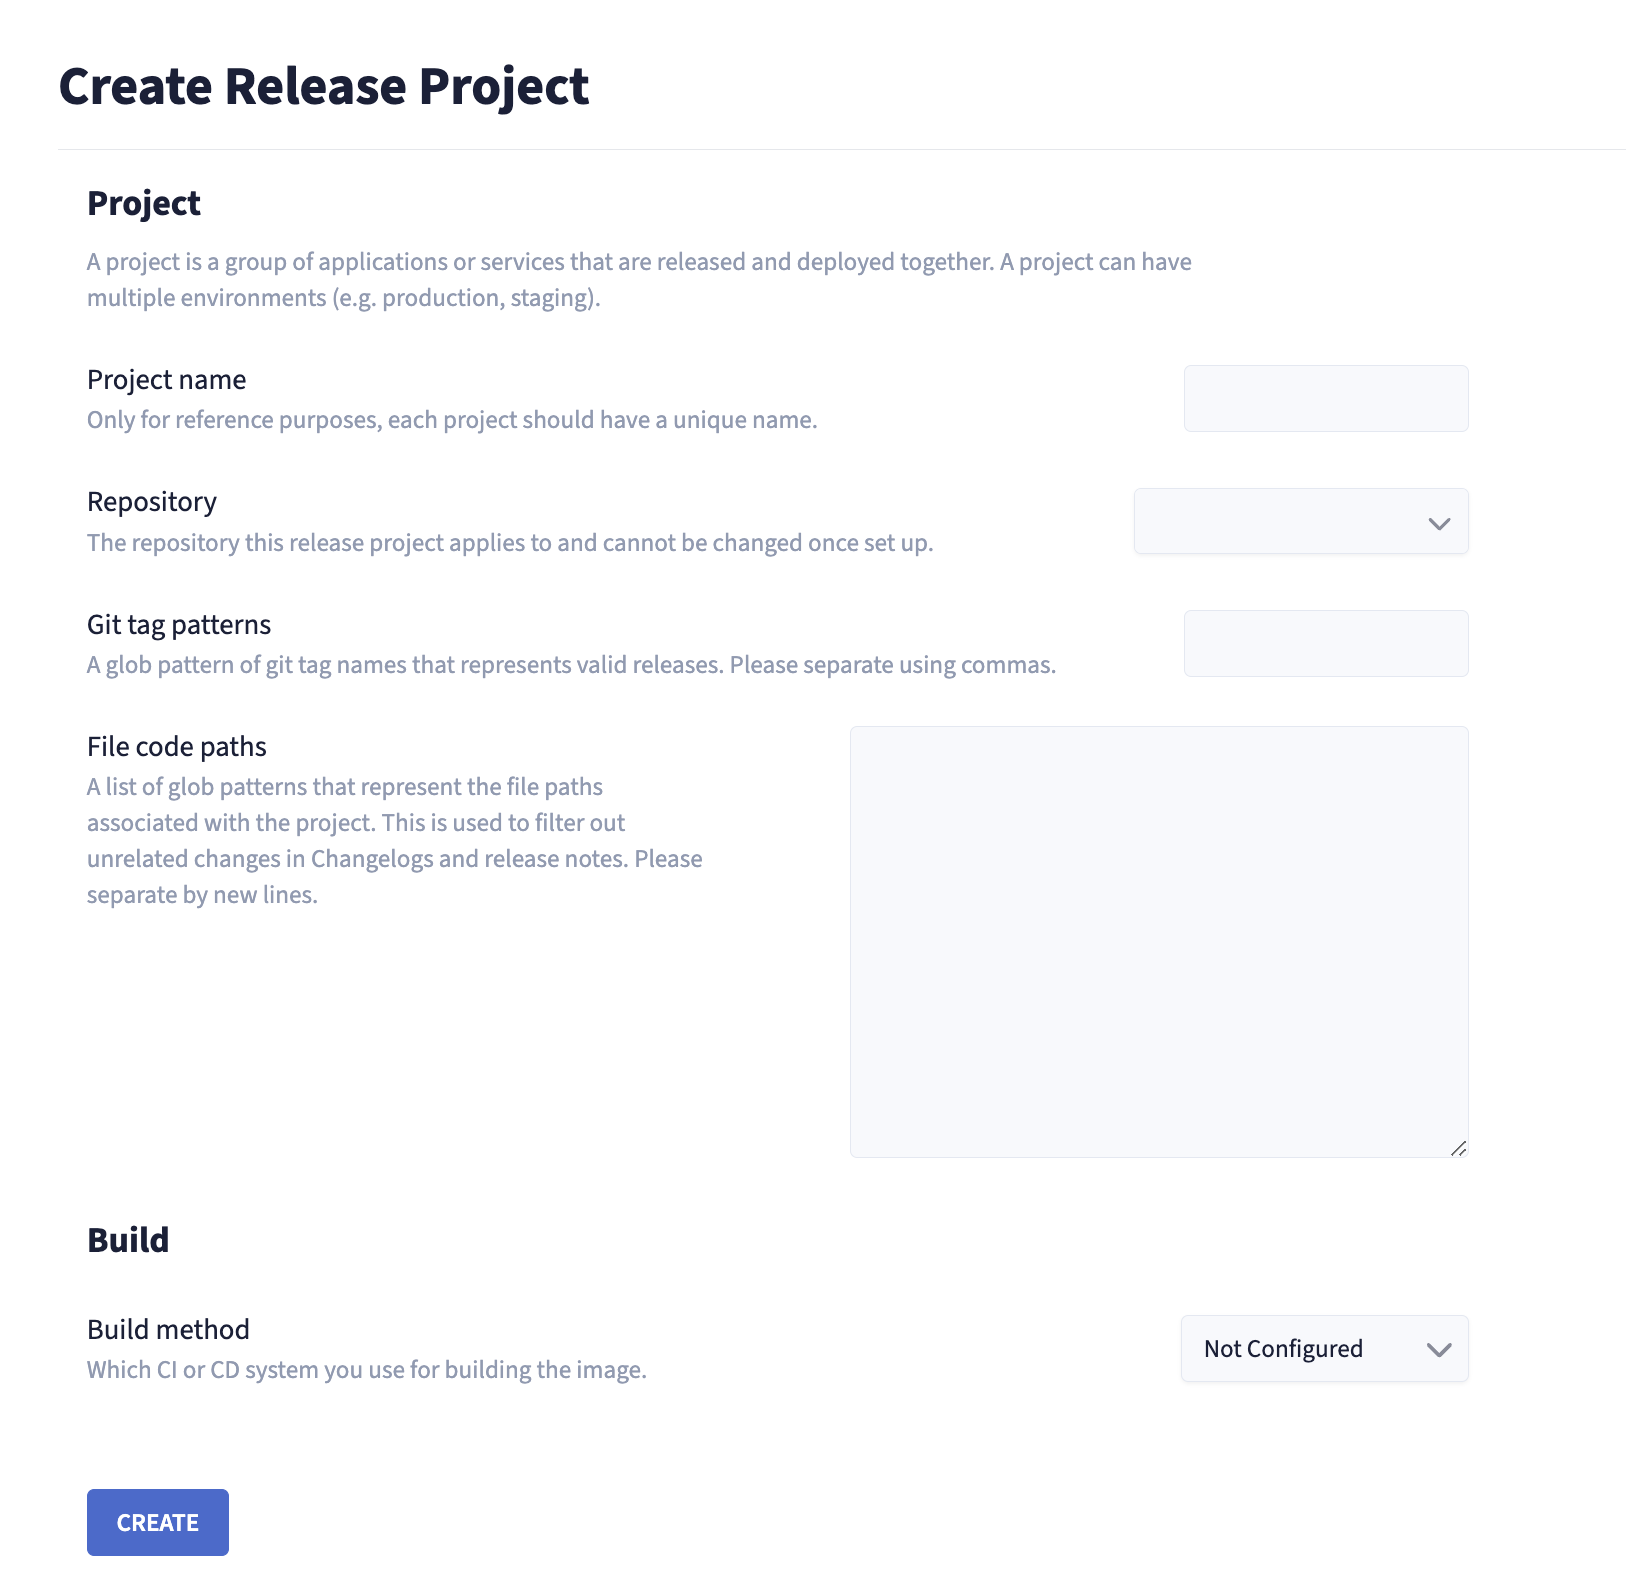 Create Release Project
Project
A project is a group of applications or services that are released and deployed together. A project can have
multiple environments (e.g. production, staging).
Project name
Only for reference purposes, each project should have a unique name.
Repository
The repository this release project applies to and cannot be changed once set up.
Git tag patterns
A glob pattern of git tag names that represents valid releases. Please separate using commas.
File code paths
A list of glob patterns that represent the file paths
associated with the project. This is used to filter out
unrelated changes in Changelogs and release notes. Please
separate by new lines.
Build
Build method
Which CI or CD system you use for building the image.
Not Configured
CREATE